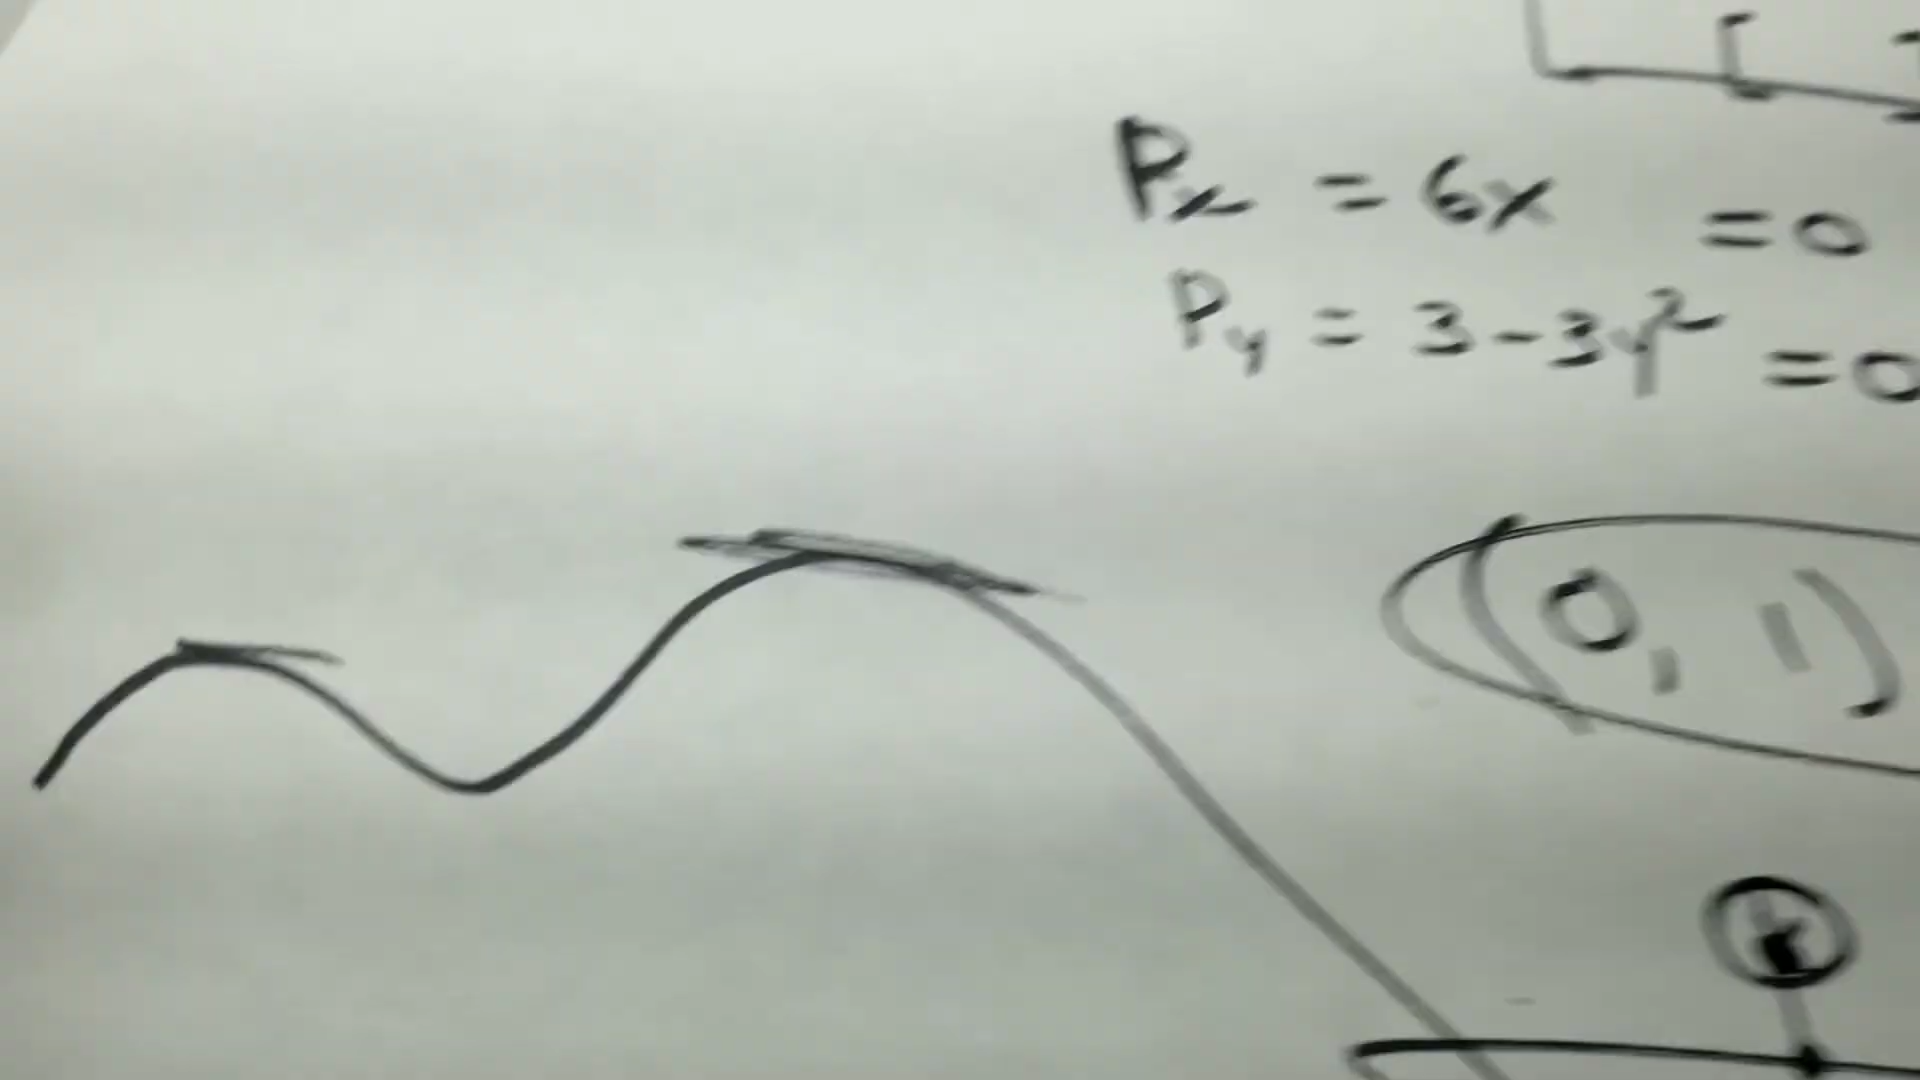 Px = 6x = 0
Py = 3 - 3y² = 0
(0, 1)